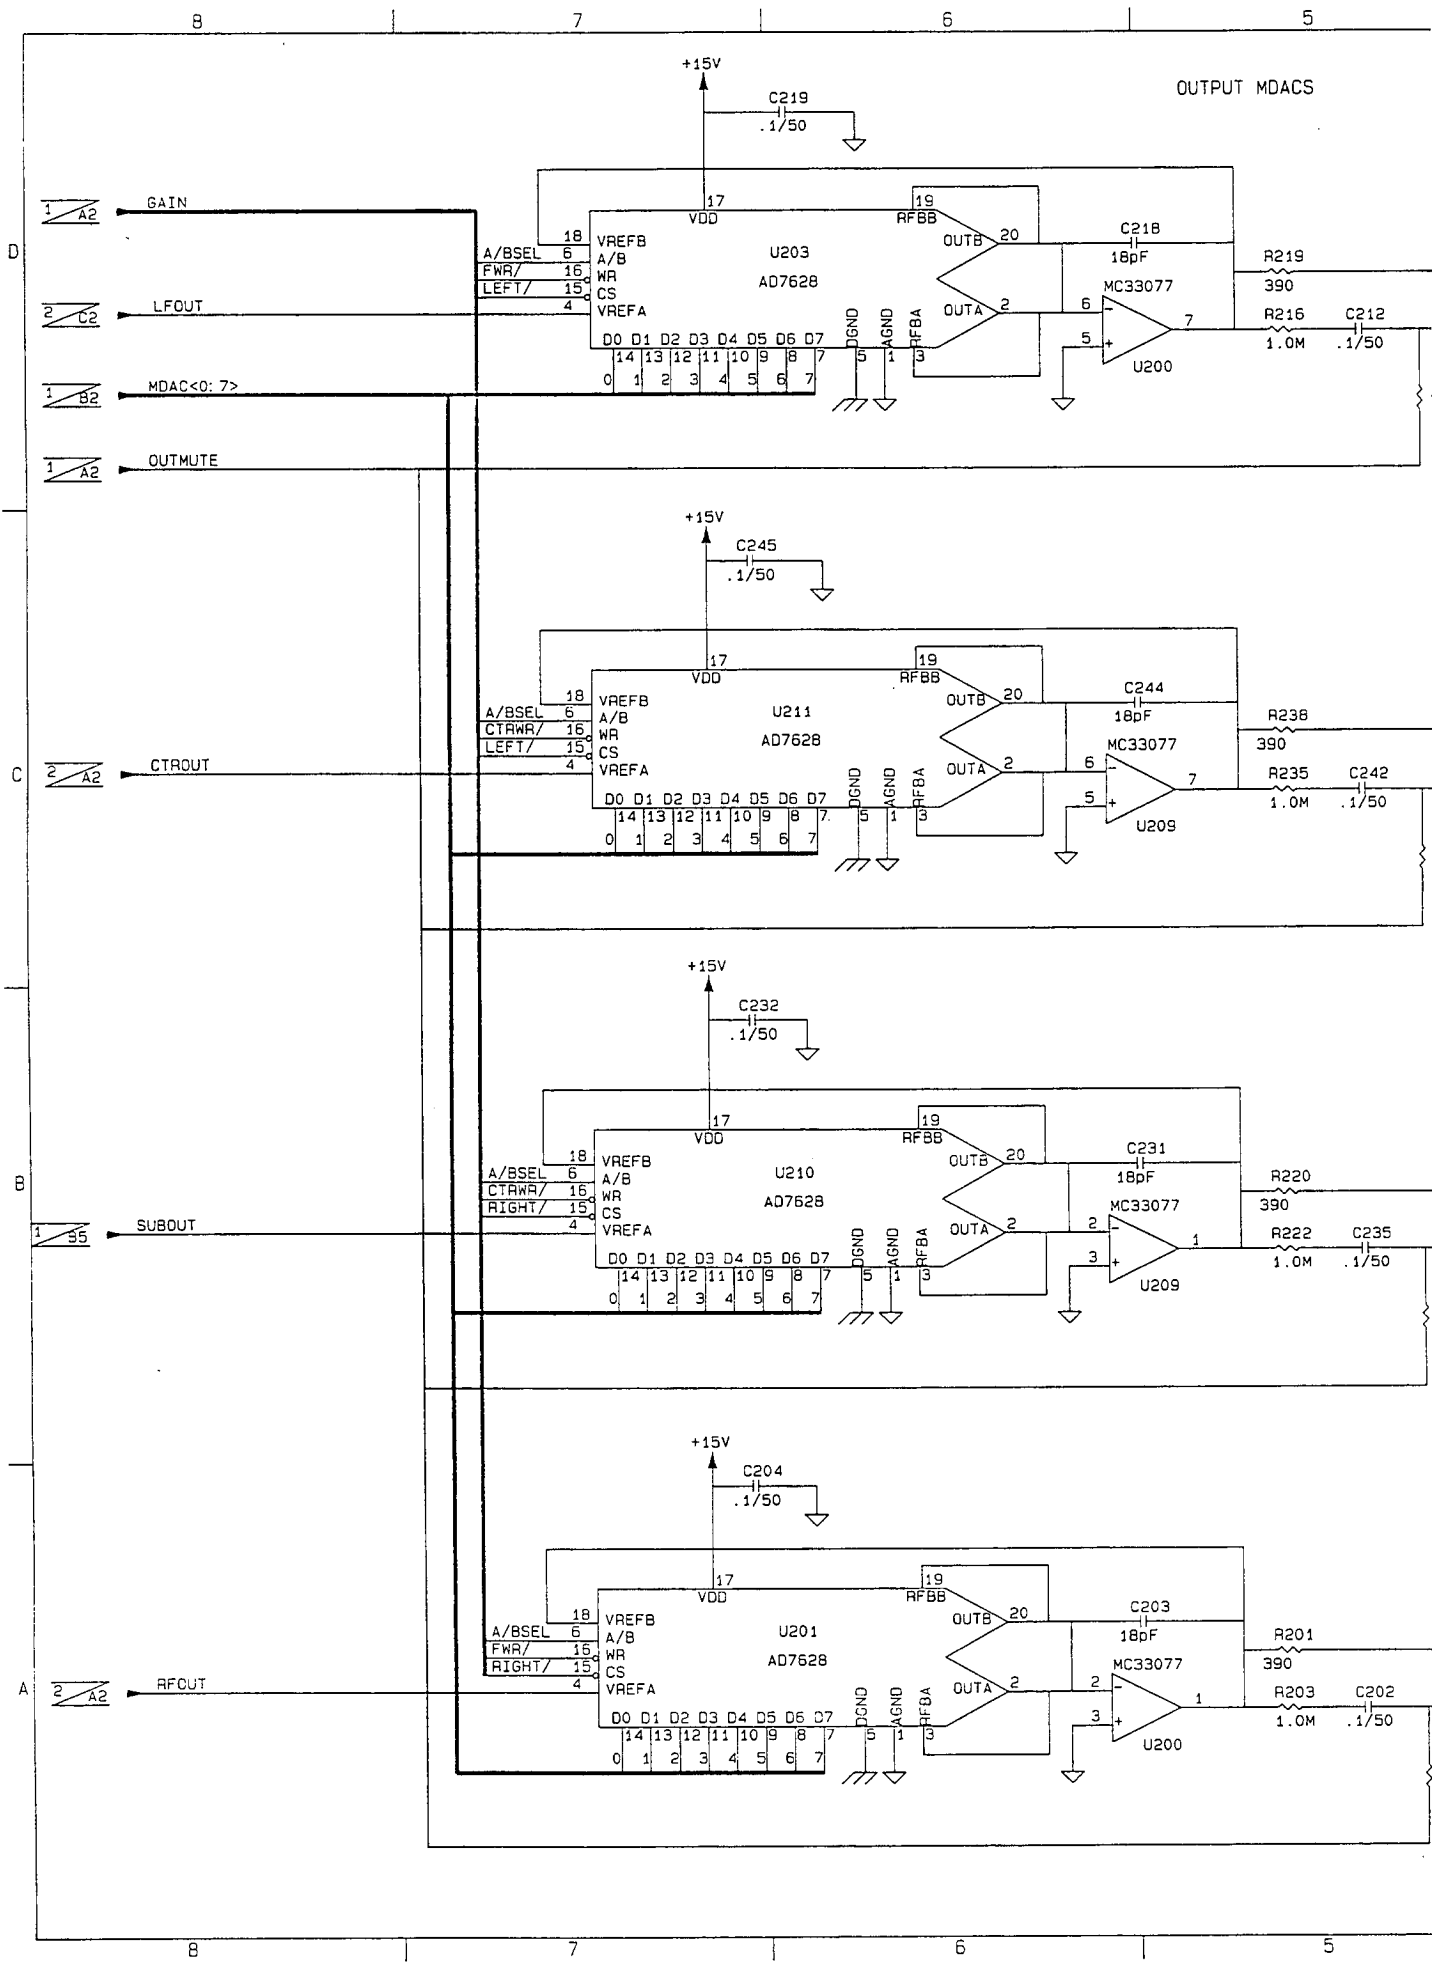 8 7 6 5
OUTPUT MDACS
+15V
C219
.1/50
1 A2 GAIN
17
VDD
19
RFBB
D
18 VREFB
A/BSEL 6 A/B
FWR/ 16 WR
LEFT/ 15 CS
4 VREFA
U203
AD7628
OUTB 20
OUTA 2
C218
18pF
MC33077
6 -
5 +
7
U200
R219
390
R216
1.0M
C212
.1/50
2 C2 LFOUT
D0 D1 D2 D3 D4 D5 D6 D7 DGND AGND RFBA
14 13 12 11 10 9 8 7 5 1 3
0 1 2 3 4 5 6 7
1 B2 MDAC<0:7>
1 A2 OUTMUTE
+15V
C245
.1/50
17
VDD
19
RFBB
18 VREFB
A/BSEL 6 A/B
CTRWR/ 16 WR
LEFT/ 15 CS
4 VREFA
U211
AD7628
OUTB 20
OUTA 2
C244
18pF
MC33077
6 -
5 +
7
U209
R238
390
R235
1.0M
C242
.1/50
C
2 A2 CTROUT
D0 D1 D2 D3 D4 D5 D6 D7 DGND AGND RFBA
14 13 12 11 10 9 8 7 5 1 3
0 1 2 3 4 5 6 7
+15V
C232
.1/50
17
VDD
19
RFBB
18 VREFB
A/BSEL 6 A/B
CTRWR/ 16 WR
RIGHT/ 15 CS
4 VREFA
U210
AD7628
OUTB 20
OUTA 2
C231
18pF
MC33077
2 -
3 +
1
U209
R220
390
R222
1.0M
C235
.1/50
B
1 B5 SUBOUT
D0 D1 D2 D3 D4 D5 D6 D7 DGND AGND RFBA
14 13 12 11 10 9 8 7 5 1 3
0 1 2 3 4 5 6 7
+15V
C204
.1/50
17
VDD
19
RFBB
18 VREFB
A/BSEL 6 A/B
FWR/ 16 WR
RIGHT/ 15 CS
4 VREFA
U201
AD7628
OUTB 20
OUTA 2
C203
18pF
MC33077
2 -
3 +
1
U200
R201
390
R203
1.0M
C202
.1/50
A
2 A2 RFOUT
D0 D1 D2 D3 D4 D5 D6 D7 DGND AGND RFBA
14 13 12 11 10 9 8 7 5 1 3
0 1 2 3 4 5 6 7
8 7 6 5